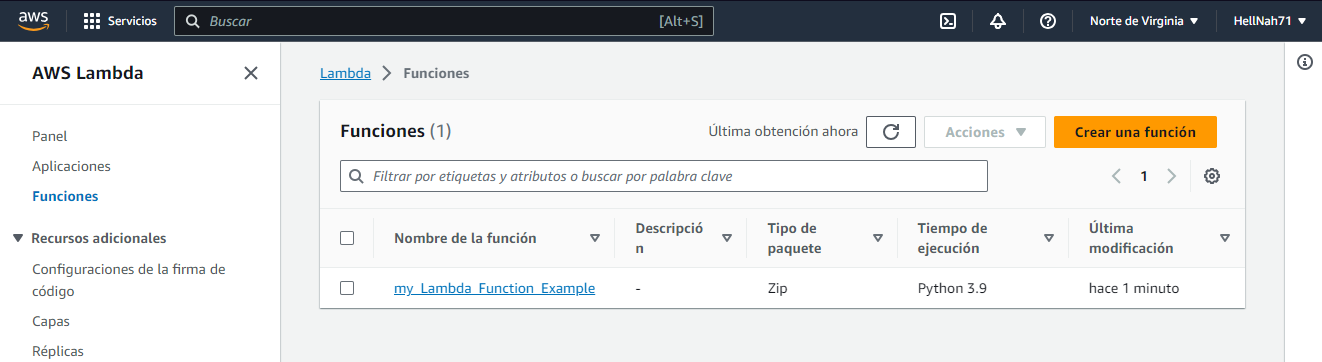 aws Servicios Buscar [Alt+S] Norte de Virginia HellNah71
AWS Lambda
Panel
Aplicaciones
Funciones
Recursos adicionales
Configuraciones de la firma de
código
Capas
Réplicas
Lambda Funciones
Funciones (1) Última obtención ahora Acciones Crear una función
Filtrar por etiquetas y atributos o buscar por palabra clave 1
Nombre de la función Descripció
n Tipo de
paquete Tiempo de
ejecución Última
modificación
my_Lambda_Function_Example - Zip Python 3.9 hace 1 minuto